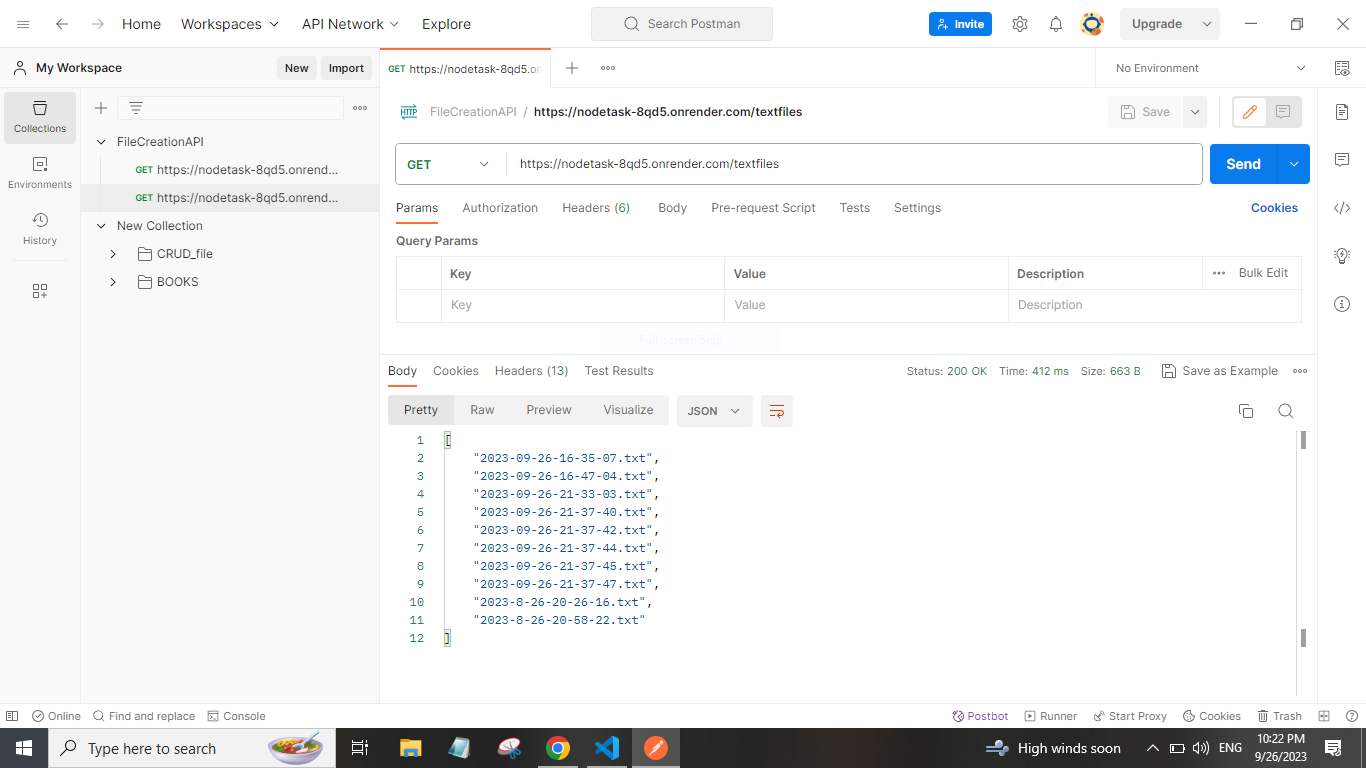 Home Workspaces API Network Explore Search Postman Invite Upgrade
My Workspace New Import GET https://nodetask-8qd5.on No Environment
Collections
Environments
History
FileCreationAPI
GET https://nodetask-8qd5.onrend...
GET https://nodetask-8qd5.onrend...
New Collection
CRUD_file
BOOKS
HTTP FileCreationAPI / https://nodetask-8qd5.onrender.com/textfiles Save
GET https://nodetask-8qd5.onrender.com/textfiles Send
Params Authorization Headers (6) Body Pre-request Script Tests Settings Cookies
Query Params
Key Value Description Bulk Edit
Key Value Description
Full-screen Snip
Body Cookies Headers (13) Test Results Status: 200 OK Time: 412 ms Size: 663 B Save as Example
Pretty Raw Preview Visualize JSON
1 [
2 "2023-09-26-16-35-07.txt",
3 "2023-09-26-16-47-04.txt",
4 "2023-09-26-21-33-03.txt",
5 "2023-09-26-21-37-40.txt",
6 "2023-09-26-21-37-42.txt",
7 "2023-09-26-21-37-44.txt",
8 "2023-09-26-21-37-45.txt",
9 "2023-09-26-21-37-47.txt",
10 "2023-8-26-20-26-16.txt",
11 "2023-8-26-20-58-22.txt"
12 ]
Online Find and replace Console Postbot Runner Start Proxy Cookies Trash
Type here to search High winds soon ENG 10:22 PM
9/26/2023